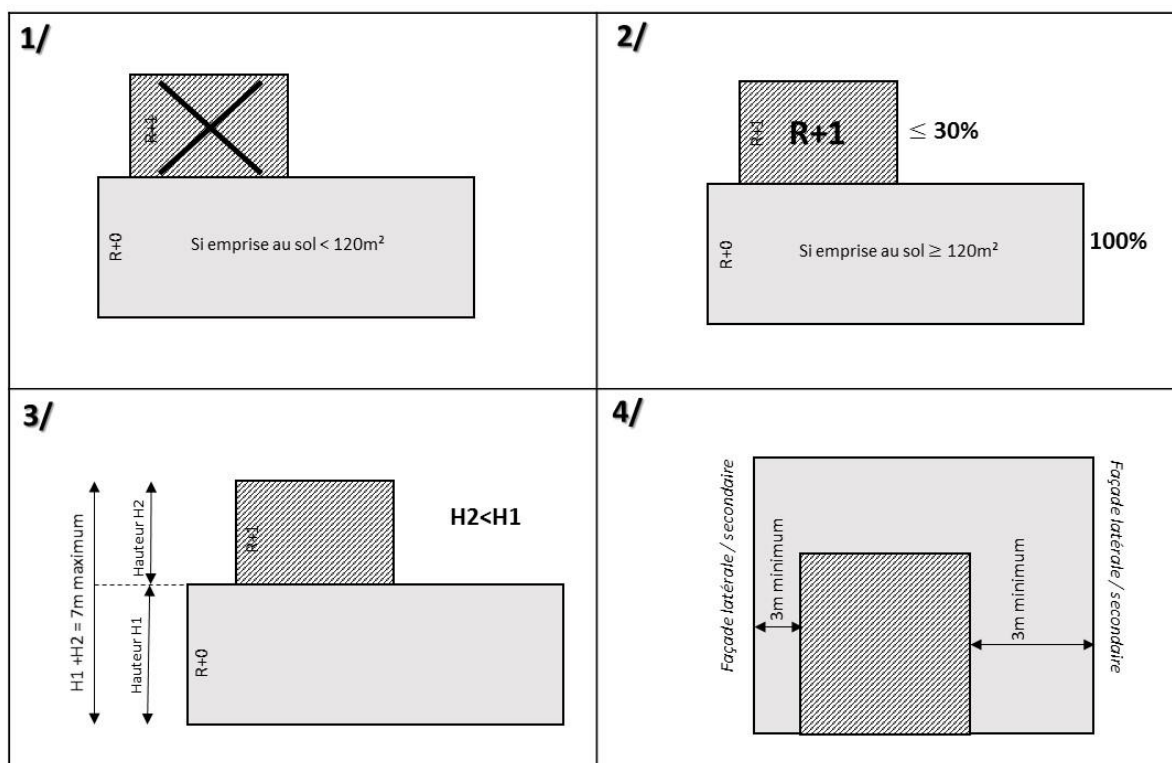 1/
R+1
Si emprise au sol < 120m²
R+0
2/
R+1
R+1
≤ 30%
R+0
Si emprise au sol ≥ 120m²
100%
3/
H1 +H2 = 7m maximum
Hauteur H2
Hauteur H1
R+1
H2<H1
R+0
4/
Façade latérale / secondaire
3m minimum
3m minimum
Façade latérale / secondaire